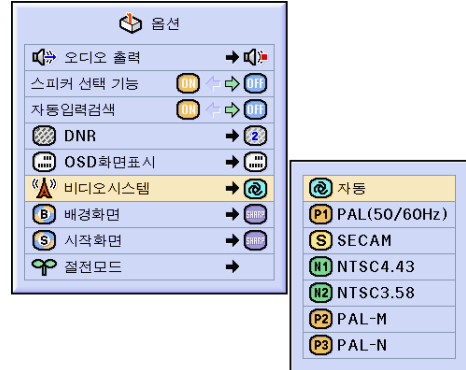 옵션
오디오 출력
스피커 선택 기능 ON OFF
자동입력검색 ON OFF
DNR 2
OSD화면표시
비디오시스템
B 배경화면 SHARP
S 시작화면 SHARP
절전모드
자동
P1 PAL(50/60Hz)
S SECAM
N1 NTSC4.43
N2 NTSC3.58
P2 PAL-M
P3 PAL-N